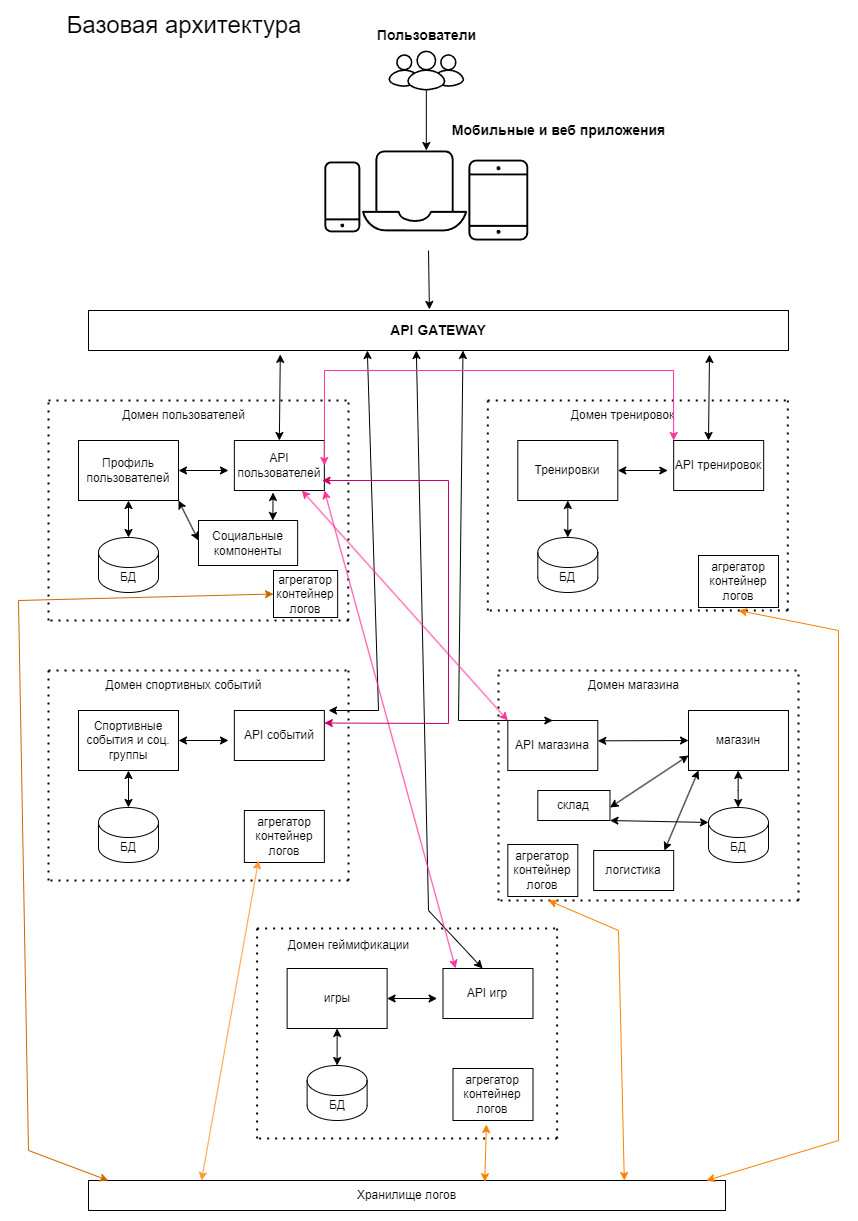 Базовая архитектура
Пользователи
Мобильные и веб приложения
API GATEWAY
Домен пользователей
Профиль
пользователей
API
пользователей
Социальные
компоненты
БД
агрегатор
контейнер
логов
Домен тренировок
Тренировки
API тренировок
БД
агрегатор
контейнер
логов
Домен спортивных событий
Спортивные
события и соц.
группы
API событий
БД
агрегатор
контейнер
логов
Домен магазина
API магазина
магазин
склад
БД
логистика
агрегатор
контейнер
логов
Домен геймификации
игры
API игр
БД
агрегатор
контейнер
логов
Хранилище логов